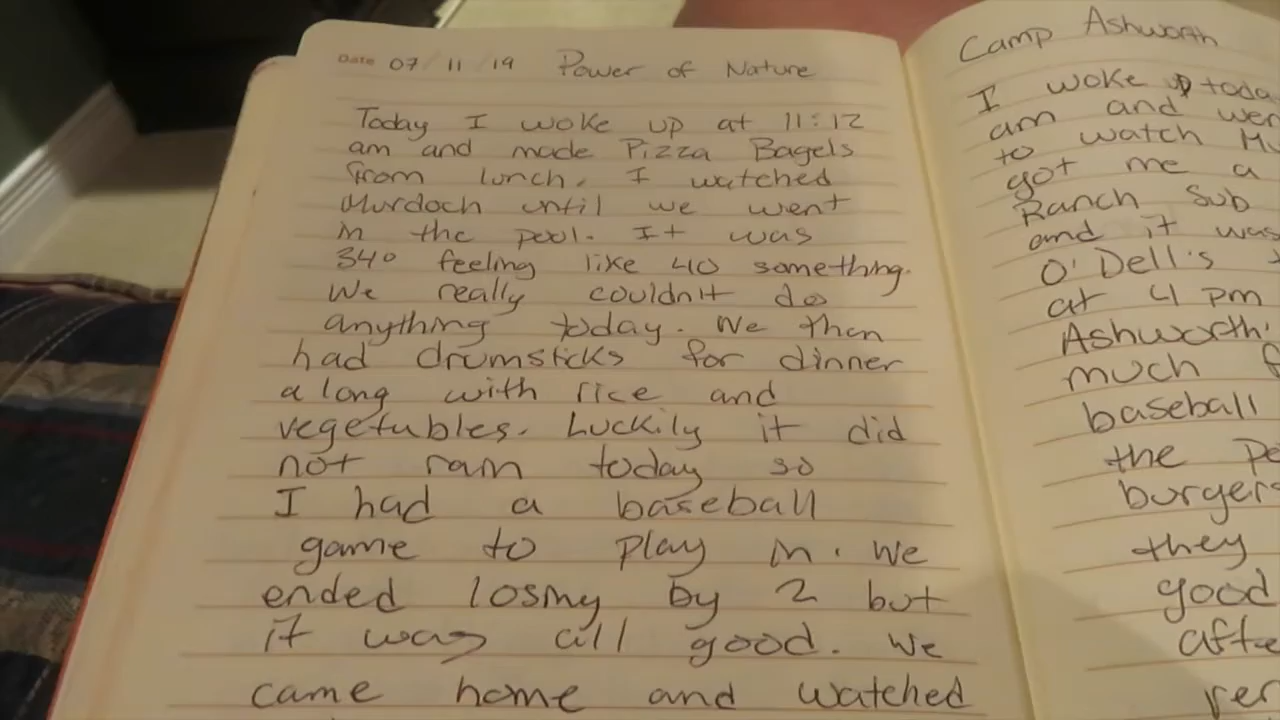 Date 07/11/19 Power of Nature
Today I woke up at 11:12
am and made Pizza Bagels
from lunch. I watched
Murdoch until we went
in the pool. It was
34° feeling like 40 something.
We really couldn't do
anything today. We then
had drumsticks for dinner
along with rice and
vegetables. Luckily it did
not rain today so
I had a baseball
game to play in. We
ended losing by 2 but
it was all good. We
came home and watched
Camp Ashworth
I woke up
am and
to watch
got me a
Ranch Sub
and it was
O'Dell's
at 4 pm
Ashworth
much
baseball
the
burgers
they
good